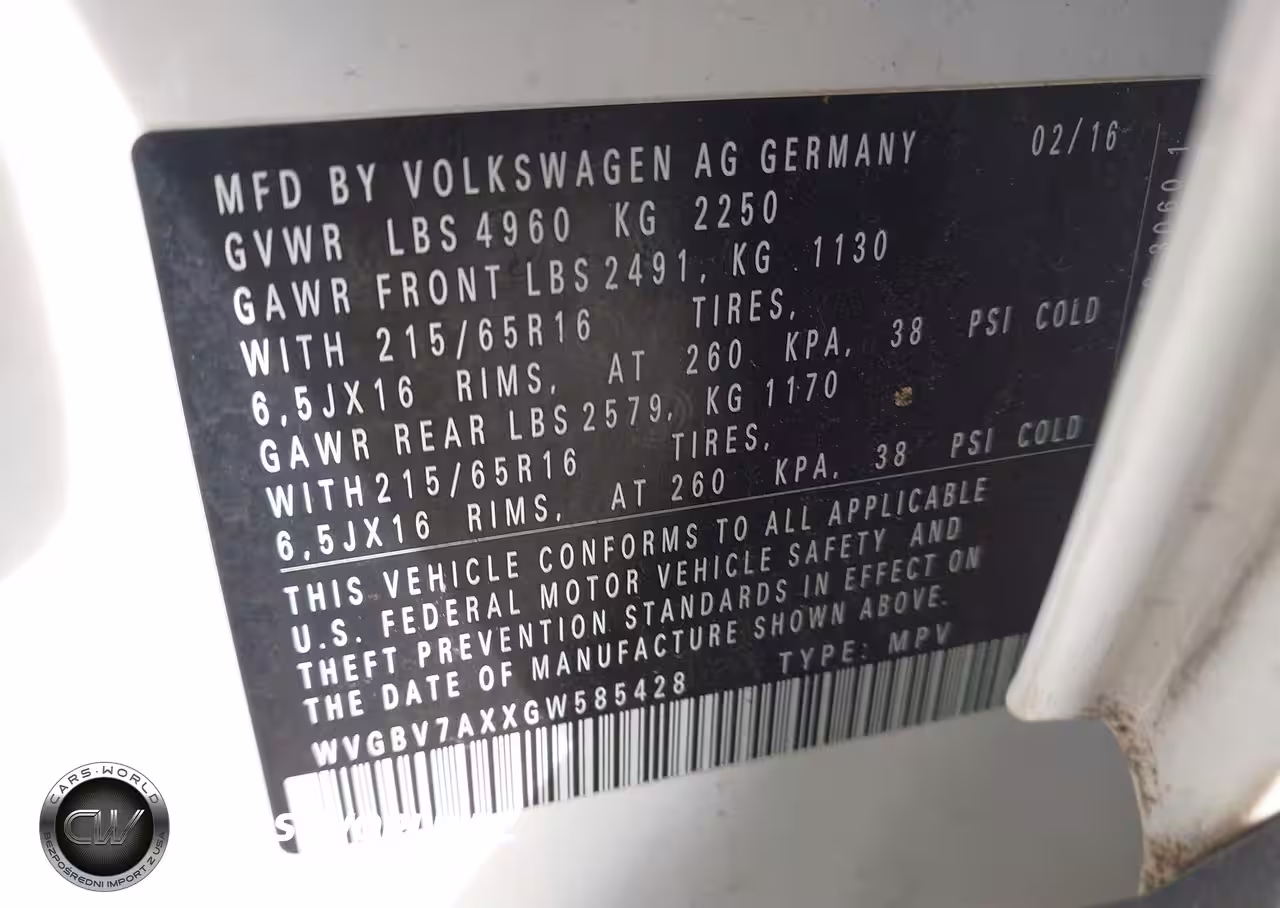 MFD BY VOLKSWAGEN AG GERMANY 02/16
GVWR LBS 4960 KG 2250
GAWR FRONT LBS 2491, KG 1130
WITH 215/65R16 TIRES,
6,5JX16 RIMS, AT 260 KPA, 38 PSI COLD
GAWR REAR LBS 2579, KG 1170
WITH 215/65R16 TIRES,
6,5JX16 RIMS, AT 260 KPA, 38 PSI COLD
THIS VEHICLE CONFORMS TO ALL APPLICABLE
U.S. FEDERAL MOTOR VEHICLE SAFETY AND
THEFT PREVENTION STANDARDS IN EFFECT ON
THE DATE OF MANUFACTURE SHOWN ABOVE.
WVGBV7AXXGW585428 TYPE: MPV
CARS-WORLD
CW
BEZPOŚREDNI IMPORT Z USA